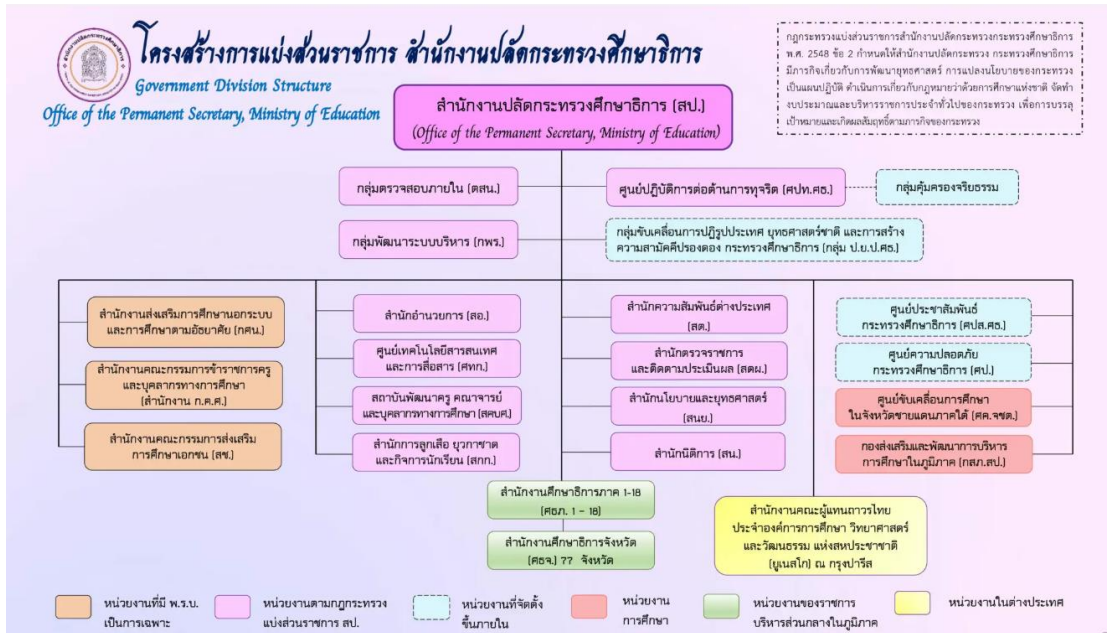 โครงสร้างการแบ่งส่วนราชการ สำนักงานปลัดกระทรวงศึกษาธิการ
Government Division Structure
Office of the Permanent Secretary, Ministry of Education
กฎกระทรวงแบ่งส่วนราชการสำนักงานปลัดกระทรวงกระทรวงศึกษาธิการ
พ.ศ. 2548 ข้อ 2 กำหนดให้สำนักงานปลัดกระทรวง กระทรวงศึกษาธิการ
มีภารกิจเกี่ยวกับการพัฒนายุทธศาสตร์ การแปลงนโยบายของกระทรวง
เป็นแผนปฏิบัติ ดำเนินการเกี่ยวกับกฎหมายว่าด้วยการศึกษาแห่งชาติ จัดทำ
งบประมาณและบริหารราชการประจำทั่วไปของกระทรวง เพื่อการบรรลุ
เป้าหมายและเกิดผลสัมฤทธิ์ตามภารกิจของกระทรวง
สำนักงานปลัดกระทรวงศึกษาธิการ (สป.)
(Office of the Permanent Secretary, Ministry of Education)
กลุ่มตรวจสอบภายใน (ตสน.)
ศูนย์ปฏิบัติการต่อต้านการทุจริต (ศปท.ศธ.)
กลุ่มคุ้มครองจริยธรรม
กลุ่มพัฒนาระบบบริหาร (กพร.)
กลุ่มขับเคลื่อนการปฏิรูปประเทศ ยุทธศาสตร์ชาติ และการสร้าง
ความสามัคคีปรองดอง กระทรวงศึกษาธิการ (กลุ่ม ป.ย.ป.ศธ.)
สำนักงานส่งเสริมการศึกษานอกระบบ
และการศึกษาตามอัธยาศัย (กศน.)
สำนักงานคณะกรรมการข้าราชการครู
และบุคลากรทางการศึกษา
(สำนักงาน ก.ค.ศ.)
สำนักงานคณะกรรมการส่งเสริม
การศึกษาเอกชน (สช.)
สำนักอำนวยการ (สอ.)
ศูนย์เทคโนโลยีสารสนเทศ
และการสื่อสาร (ศทก.)
สถาบันพัฒนาครู คณาจารย์
และบุคลากรทางการศึกษา (สคบศ.)
สำนักการลูกเสือ ยุวกาชาด
และกิจการนักเรียน (สกก.)
สำนักความสัมพันธ์ต่างประเทศ
(สต.)
สำนักตรวจราชการ
และติดตามประเมินผล (สตผ.)
สำนักนโยบายและยุทธศาสตร์
(สนย.)
สำนักนิติการ (สน.)
ศูนย์ประชาสัมพันธ์
กระทรวงศึกษาธิการ (ศปส.ศธ.)
ศูนย์ความปลอดภัย
กระทรวงศึกษาธิการ (ศป.)
ศูนย์ขับเคลื่อนการศึกษา
ในจังหวัดชายแดนภาคใต้ (ศค.จชต.)
กองส่งเสริมและพัฒนาการบริหาร
การศึกษาในภูมิภาค (กสภ.สป.)
สำนักงานศึกษาธิการภาค 1-18
(ศธภ. 1 – 18)
สำนักงานศึกษาธิการจังหวัด
(ศธจ.) 77 จังหวัด
สำนักงานคณะผู้แทนถาวรไทย
ประจำองค์การการศึกษา วิทยาศาสตร์
และวัฒนธรรม แห่งสหประชาชาติ
(ยูเนสโก) ณ กรุงปารีส
หน่วยงานที่มี พ.ร.บ.
เป็นการเฉพาะ
หน่วยงานตามกฎกระทรวง
แบ่งส่วนราชการ สป.
หน่วยงานที่จัดตั้ง
ขึ้นภายใน
หน่วยงาน
การศึกษา
หน่วยงานของราชการ
บริหารส่วนกลางในภูมิภาค
หน่วยงานในต่างประเทศ